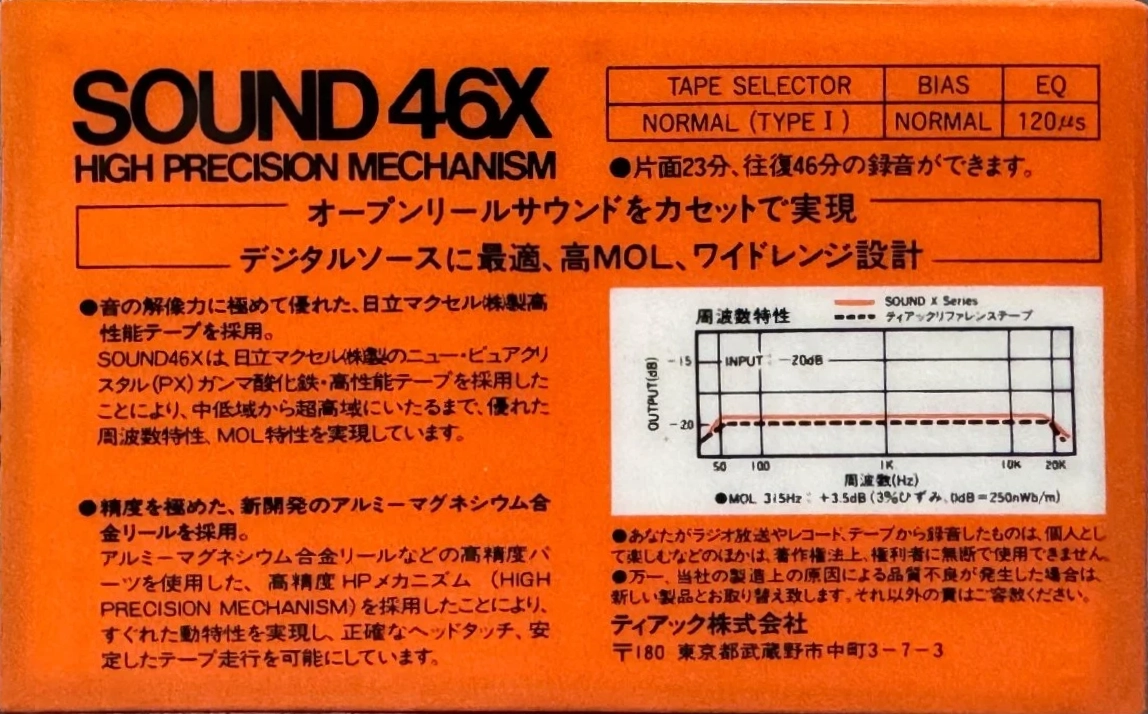 SOUND 46X
HIGH PRECISION MECHANISM
TAPE SELECTOR BIAS EQ
NORMAL (TYPE I) NORMAL 120μs
●片面23分、往復46分の録音ができます。
オープンリールサウンドをカセットで実現
デジタルソースに最適、高MOL、ワイドレンジ設計
●音の解像力に極めて優れた、日立マクセル㈱製高
性能テープを採用。
SOUND46Xは、日立マクセル㈱製のニュー・ピュアクリ
スタル(PX)ガンマ酸化鉄・高性能テープを採用した
ことにより、中低域から超高域にいたるまで、優れた
周波数特性、MOL特性を実現しています。
●精度を極めた、新開発のアルミーマグネシウム合
金リールを採用。
アルミーマグネシウム合金リールなどの高精度パ
ーツを使用した、高精度HPメカニズム(HIGH
PRECISION MECHANISM)を採用したことにより、
すぐれた動特性を実現し、正確なヘッドタッチ、安
定したテープ走行を可能にしています。
周波数特性
SOUND X Series
ティアックリファレンステープ
OUTPUT(dB)
-15
INPUT: -20dB
-20
50 100 1K 10K 20K
周波数(Hz)
●MOL 315Hz: +3.5dB(3%ひずみ、0dB=250nWb/m)
●あなたがラジオ放送やレコード、テープから録音したものは、個人とし
て楽しむなどのほかは、著作権法上、権利者に無断で使用できません。
●万一、当社の製造上の原因による品質不良が発生した場合は、
新しい製品とお取り替え致します。それ以外の責はご容赦ください。
ティアック株式会社
〒180 東京都武蔵野市中町3-7-3